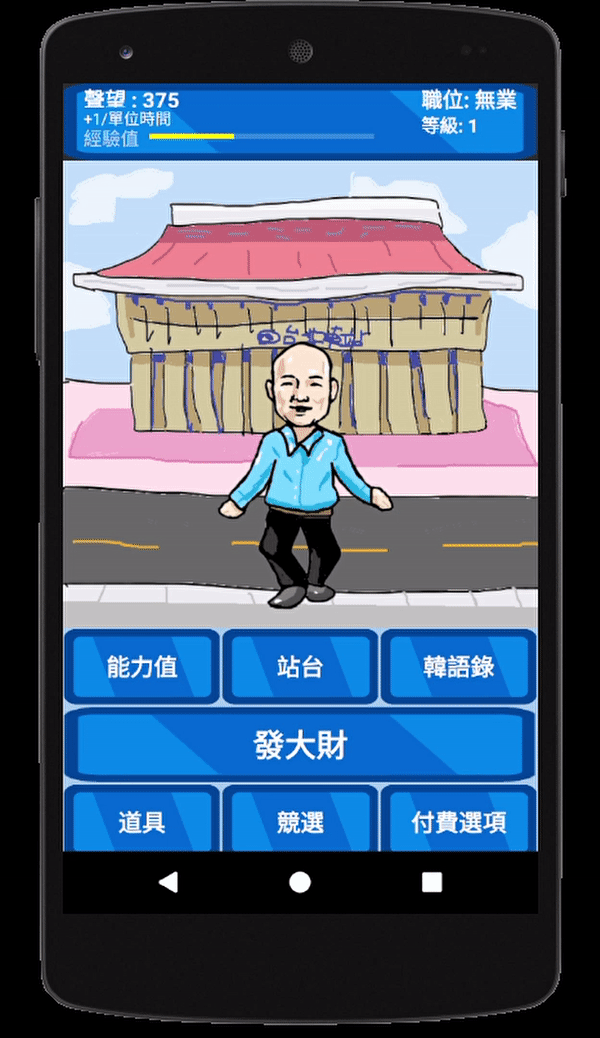 聲望 : 375
+1/單位時間
經驗值
職位: 無業
等級: 1
台北車站
能力值
站台
韓語錄
發大財
道具
競選
付費選項